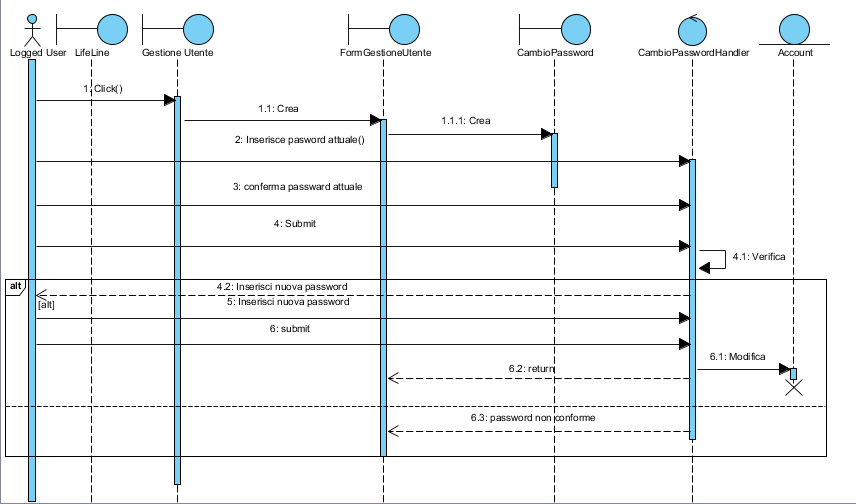 Logged User
LifeLine
Gestione Utente
FormGestioneUtente
CambioPassword
CambioPasswordHandler
Account
1: Click()
1.1: Crea
1.1.1: Crea
2: Inserisce pasword attuale()
3: conferma passward attuale
4: Submit
4.1: Verifica
alt
4.2: Inserisci nuova password
[alt]
5: Inserisci nuova password
6: submit
6.1: Modifica
6.2: return
6.3: password non conforme